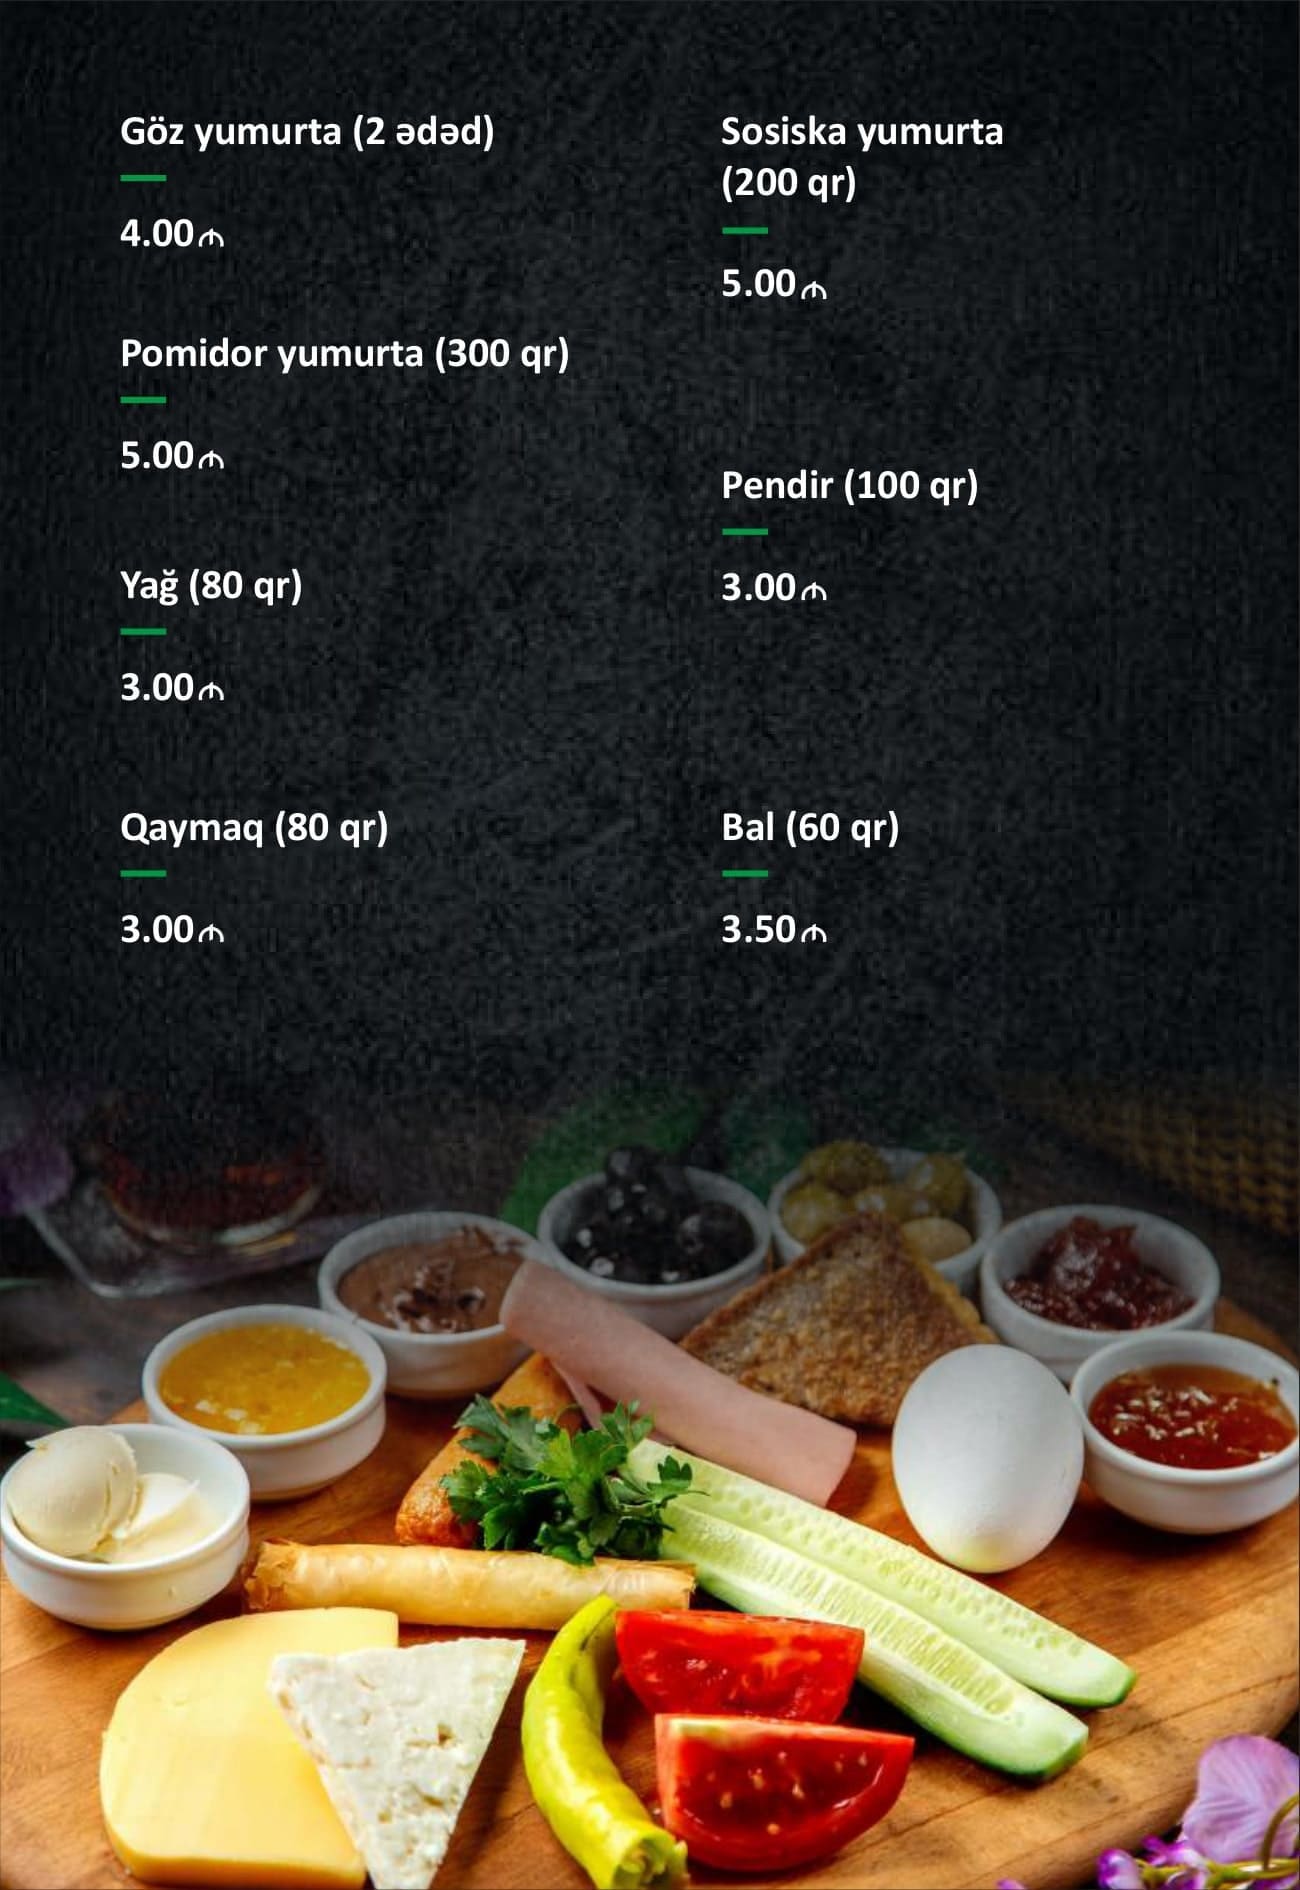 Göz yumurta (2 ədəd)
4.00₼
Pomidor yumurta (300 qr)
5.00₼
Yağ (80 qr)
3.00₼
Qaymaq (80 qr)
3.00₼
Sosiska yumurta
(200 qr)
5.00₼
Pendir (100 qr)
3.00₼
Bal (60 qr)
3.50₼